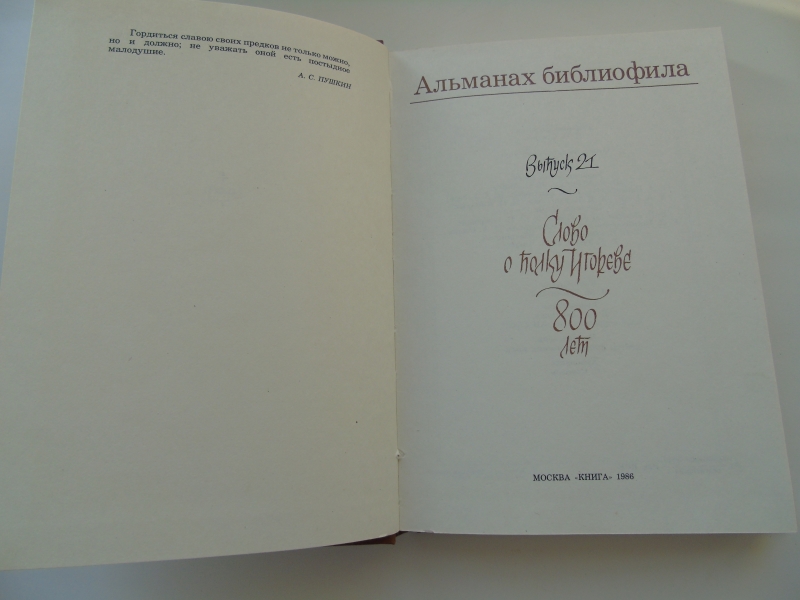 Гордиться славою своих предков не только можно,
но и должно; не уважать оной есть постыдное
малодушие.
А. С. ПУШКИН
Альманах библиофила
Выпуск 21
Слово
о полку Игореве
800
лет
МОСКВА «КНИГА» 1986